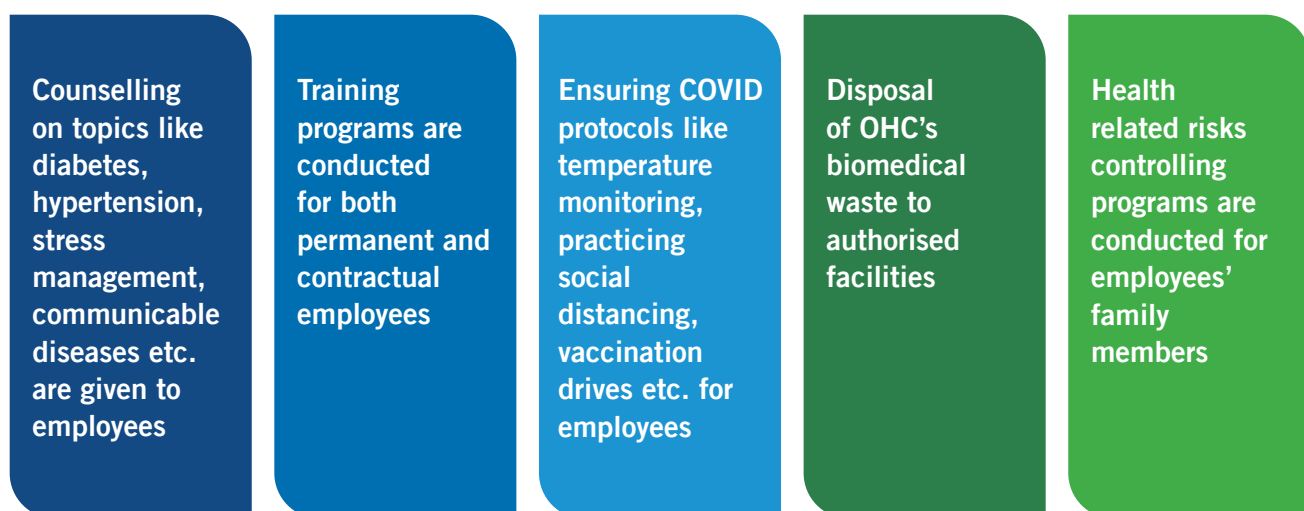 Counselling
on topics like
diabetes,
hypertension,
stress
management,
communicable
diseases etc.
are given to
employees
Training
programs are
conducted
for both
permanent and
contractual
employees
Ensuring COVID
protocols like
temperature
monitoring,
practicing
social
distancing,
vaccination
drives etc. for
employees
Disposal
of OHC’s
biomedical
waste to
authorised
facilities
Health
related risks
controlling
programs are
conducted for
employees’
family
members